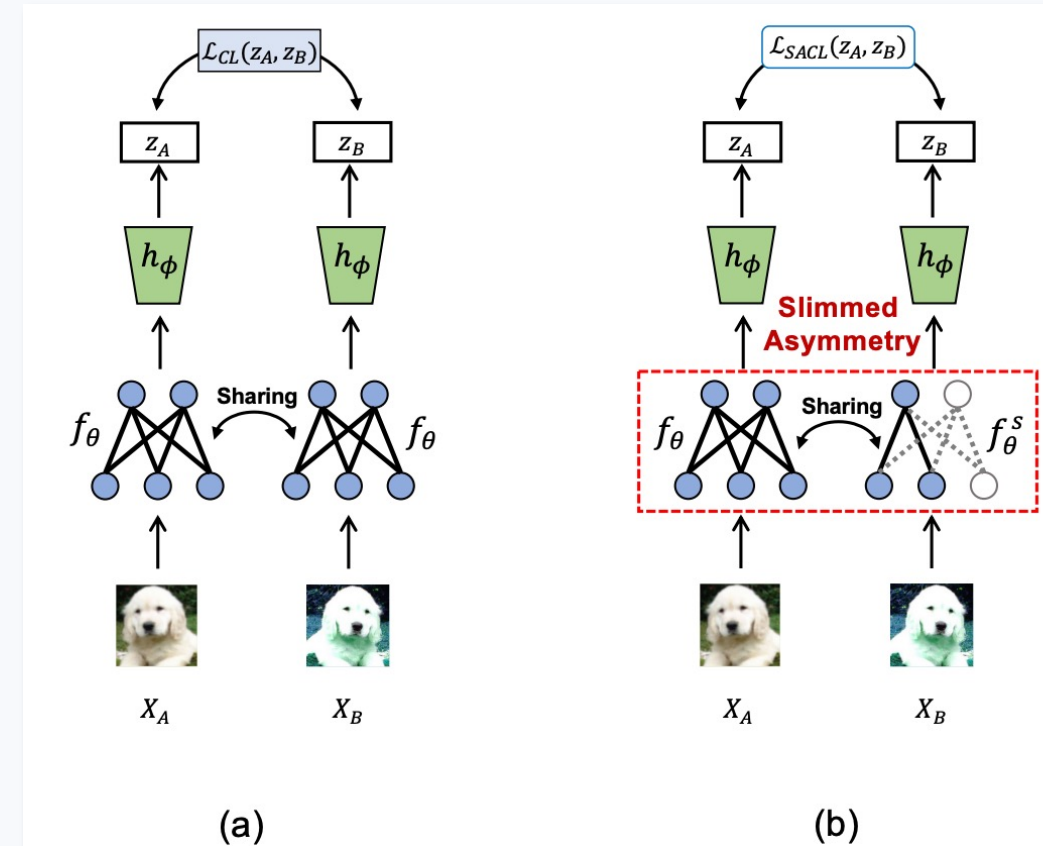 ℒ_CL(z_A, z_B)
z_A
z_B
h_ϕ
h_ϕ
Sharing
f_θ
f_θ
X_A
X_B
(a)
ℒ_SACL(z_A, z_B)
z_A
z_B
h_ϕ
h_ϕ
Slimmed
Asymmetry
Sharing
f_θ
f_θ^s
X_A
X_B
(b)